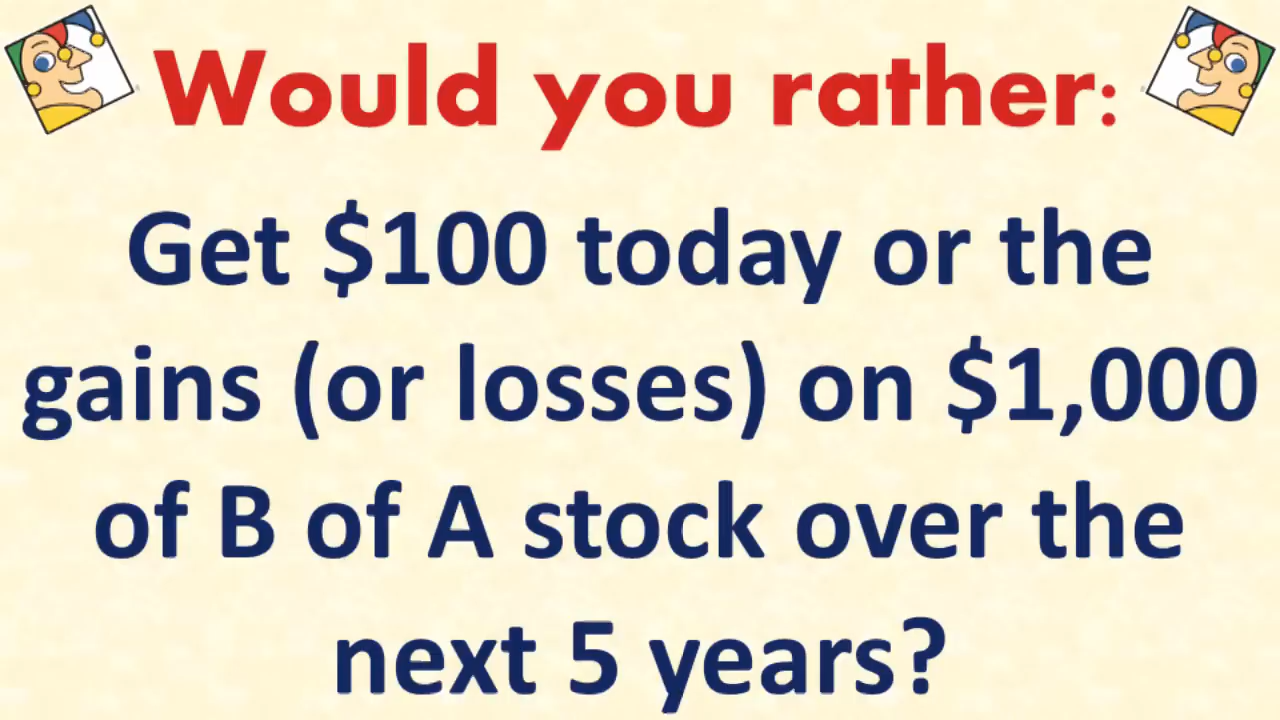 Would you rather:
Get $100 today or the
gains (or losses) on $1,000
of B of A stock over the
next 5 years?